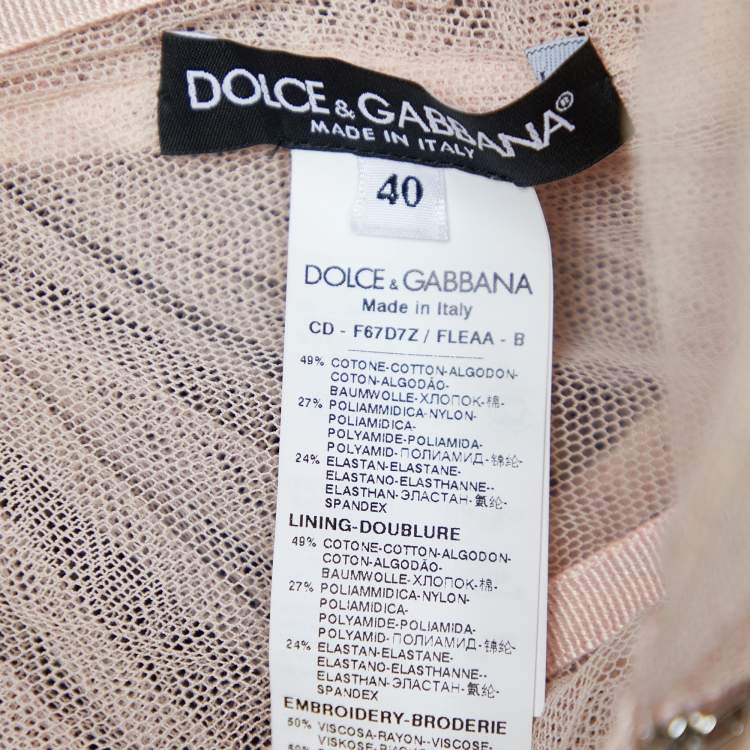 DOLCE & GABBANA®
MADE IN ITALY
40
DOLCE & GABBANA
Made in Italy
CD - F67D7Z / FLEAA - B
49% COTONE-COTTON-ALGODON-
COTON-ALGODÃO-
BAUMWOLLE-ХЛОПОК-棉-
27% POLIAMMIDICA-NYLON-
POLIAMIDICA-
POLYAMIDE-POLIAMIDA-
POLYAMID-ПОЛИАМИД-锦纶-
24% ELASTAN-ELASTANE--
ELASTANO-ELASTHANNE--
ELASTHAN-ЭЛАСТАН-氨纶-
SPANDEX
LINING-DOUBLURE
49% COTONE-COTTON-ALGODON-
COTON-ALGODÃO-
BAUMWOLLE-ХЛОПОК-棉-
27% POLIAMMIDICA-NYLON-
POLIAMIDICA-
POLYAMIDE-POLIAMIDA-
POLYAMID-ПОЛИАМИД-锦纶-
24% ELASTAN-ELASTANE-
ELASTANO-ELASTHANNE--
ELASTHAN-ЭЛАСТАН-氨纶-
SPANDEX
EMBROIDERY-BRODERIE
50% VISCOSA-RAYON--VISCOSE-